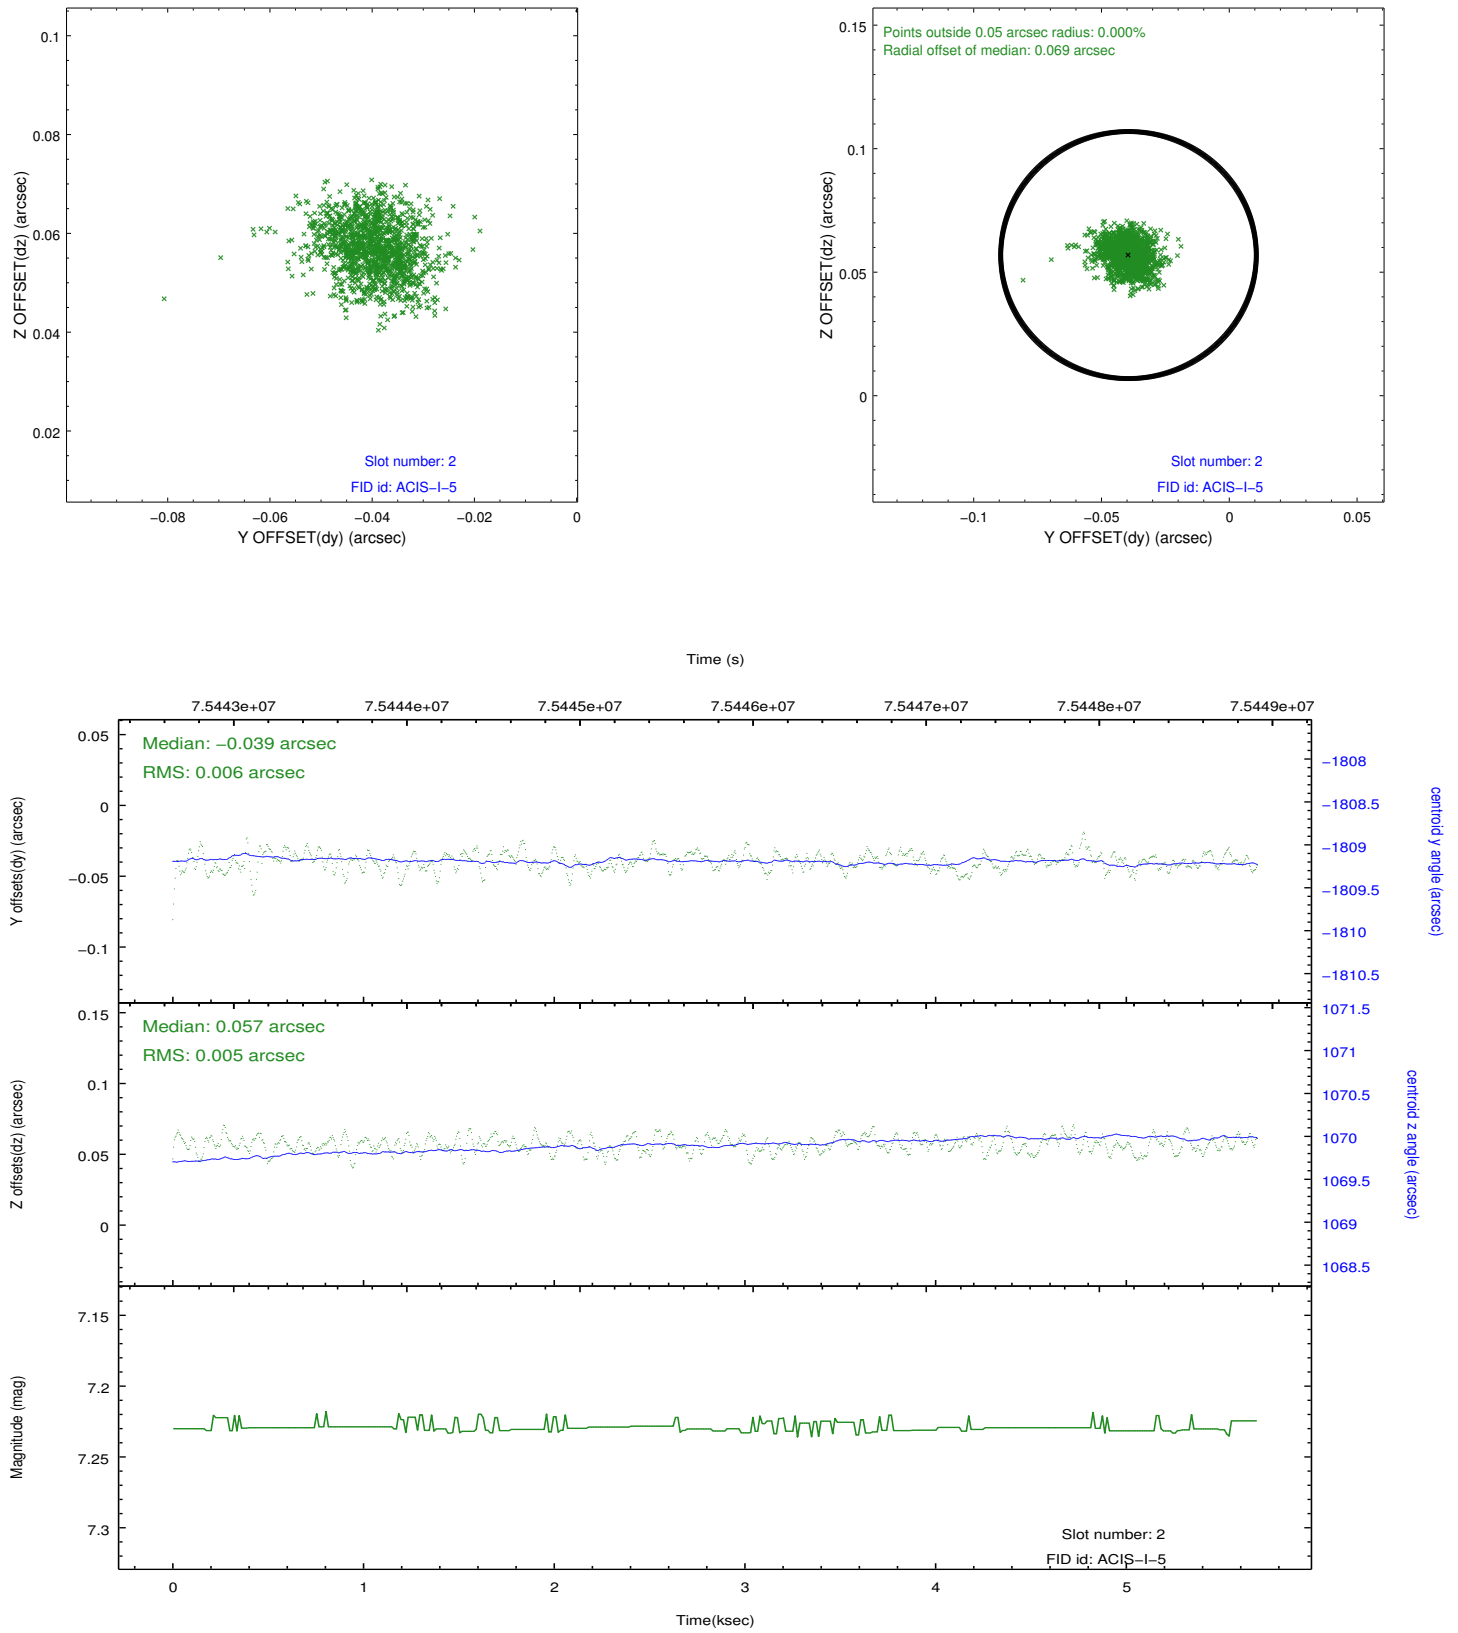 0.1
0.08
0.06
0.04
0.02
Z OFFSET(dz) (arcsec)
Slot number: 2
FID id: ACIS−I−5
−0.08 −0.06 −0.04 −0.02 0
Y OFFSET(dy) (arcsec)
Points outside 0.05 arcsec radius: 0.000%
Radial offset of median: 0.069 arcsec
0.15
0.1
0.05
0
Z OFFSET(dz) (arcsec)
Slot number: 2
FID id: ACIS−I−5
−0.1 −0.05 0 0.05
Y OFFSET(dy) (arcsec)
Time (s)
7.5443e+07 7.5444e+07 7.5445e+07 7.5446e+07 7.5447e+07 7.5448e+07 7.5449e+07
Median: −0.039 arcsec
RMS: 0.006 arcsec
0.05
0
−0.05
−0.1
Y offsets(dy) (arcsec)
−1808
−1808.5
−1809
−1809.5
−1810
−1810.5
centroid y angle (arcsec)
Median: 0.057 arcsec
RMS: 0.005 arcsec
0.15
0.1
0.05
0
Z offsets(dz) (arcsec)
1071.5
1071
1070.5
1070
1069.5
1069
1068.5
centroid z angle (arcsec)
7.15
7.2
7.25
7.3
Magnitude (mag)
Slot number: 2
FID id: ACIS−I−5
0 1 2 3 4 5
Time(ksec)